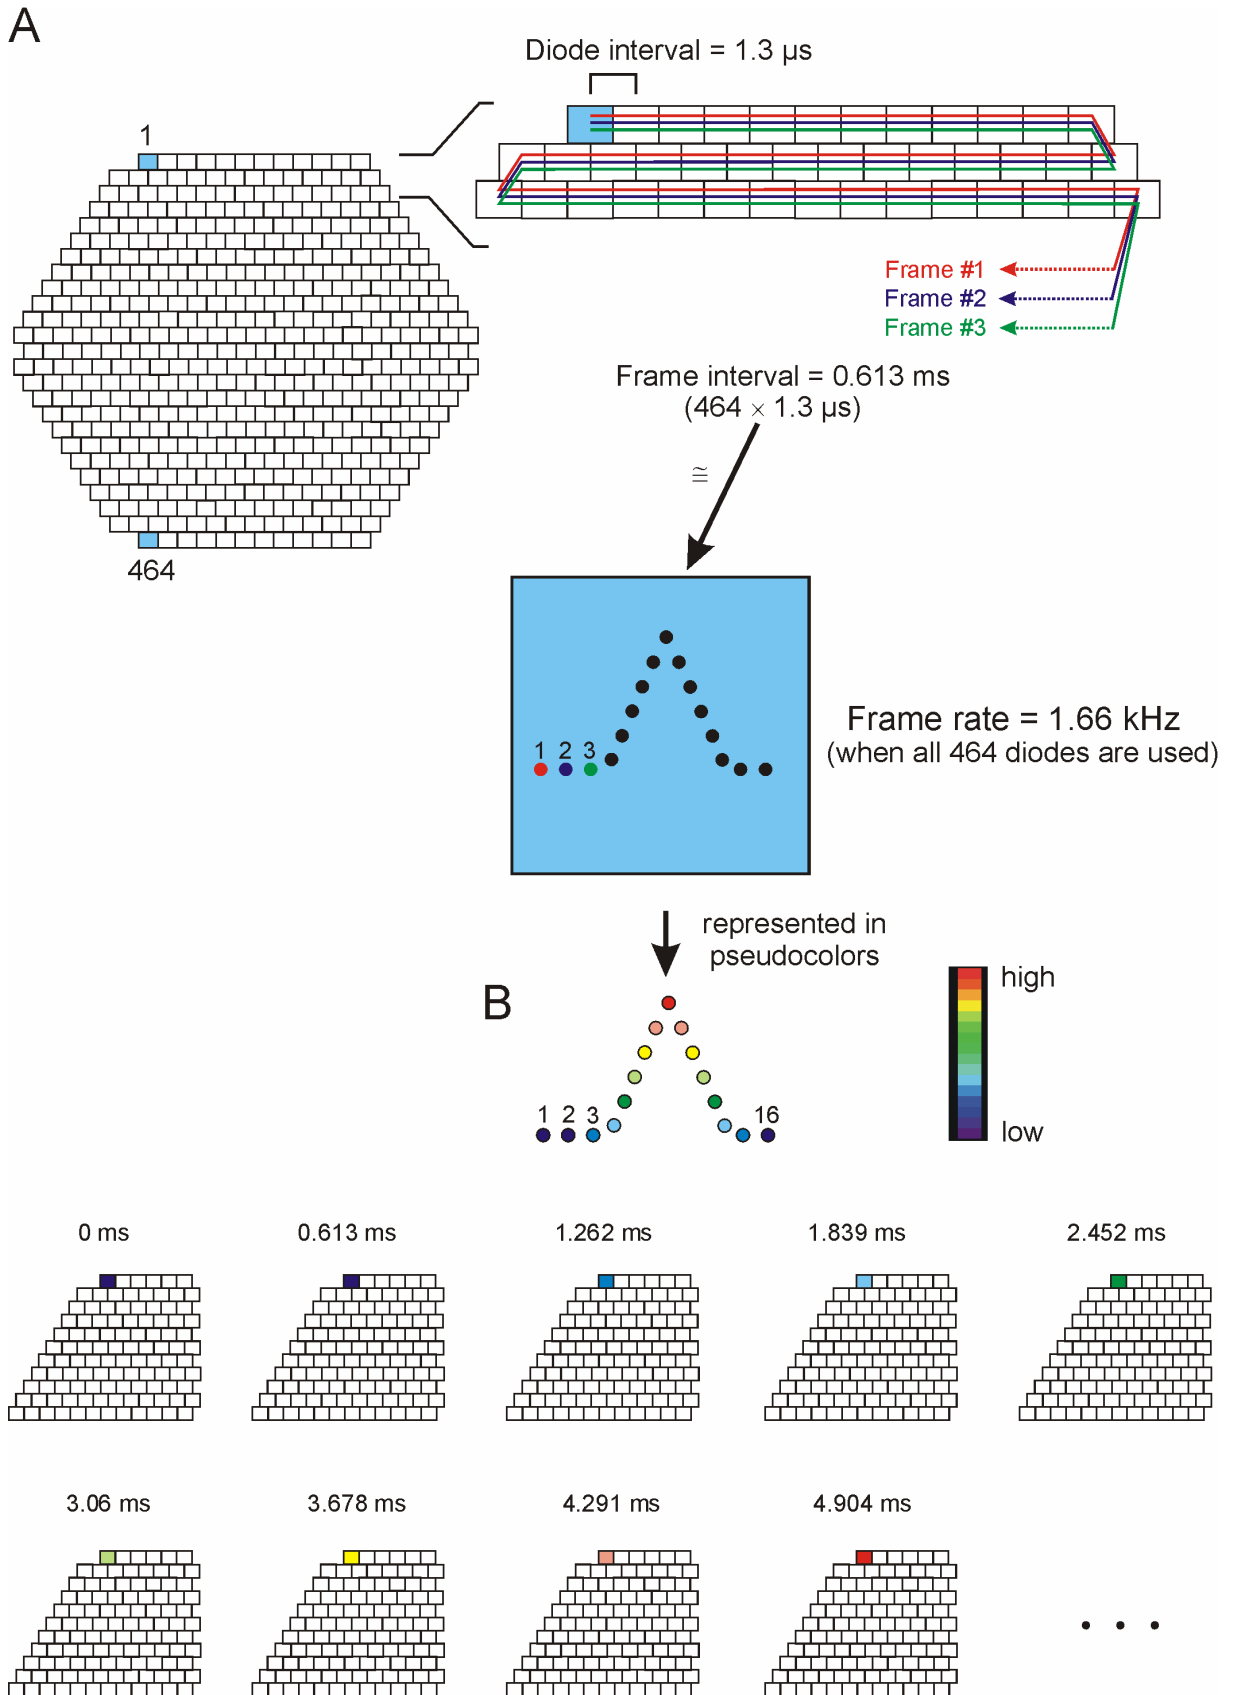 A
Diode interval = 1.3 µs
1
Frame #1
Frame #2
Frame #3
464
Frame interval = 0.613 ms
(464 × 1.3 µs)
≅
1 2 3
Frame rate = 1.66 kHz
(when all 464 diodes are used)
represented in
pseudocolors
B
high
low
1 2 3 16
0 ms 0.613 ms 1.262 ms 1.839 ms 2.452 ms
3.06 ms 3.678 ms 4.291 ms 4.904 ms
. . .